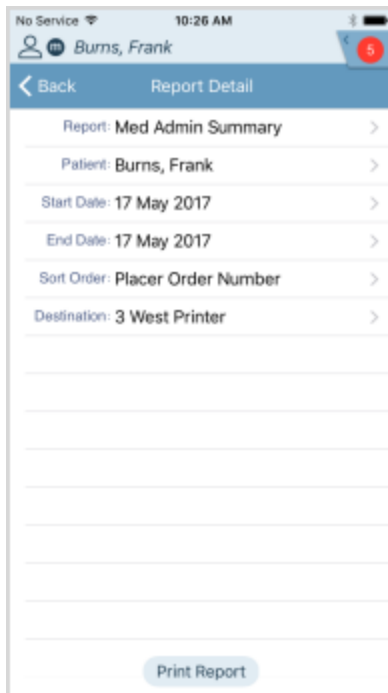 No Service 10:26 AM
m Burns, Frank 5
Back Report Detail
Report: Med Admin Summary
Patient: Burns, Frank
Start Date: 17 May 2017
End Date: 17 May 2017
Sort Order: Placer Order Number
Destination: 3 West Printer
Print Report